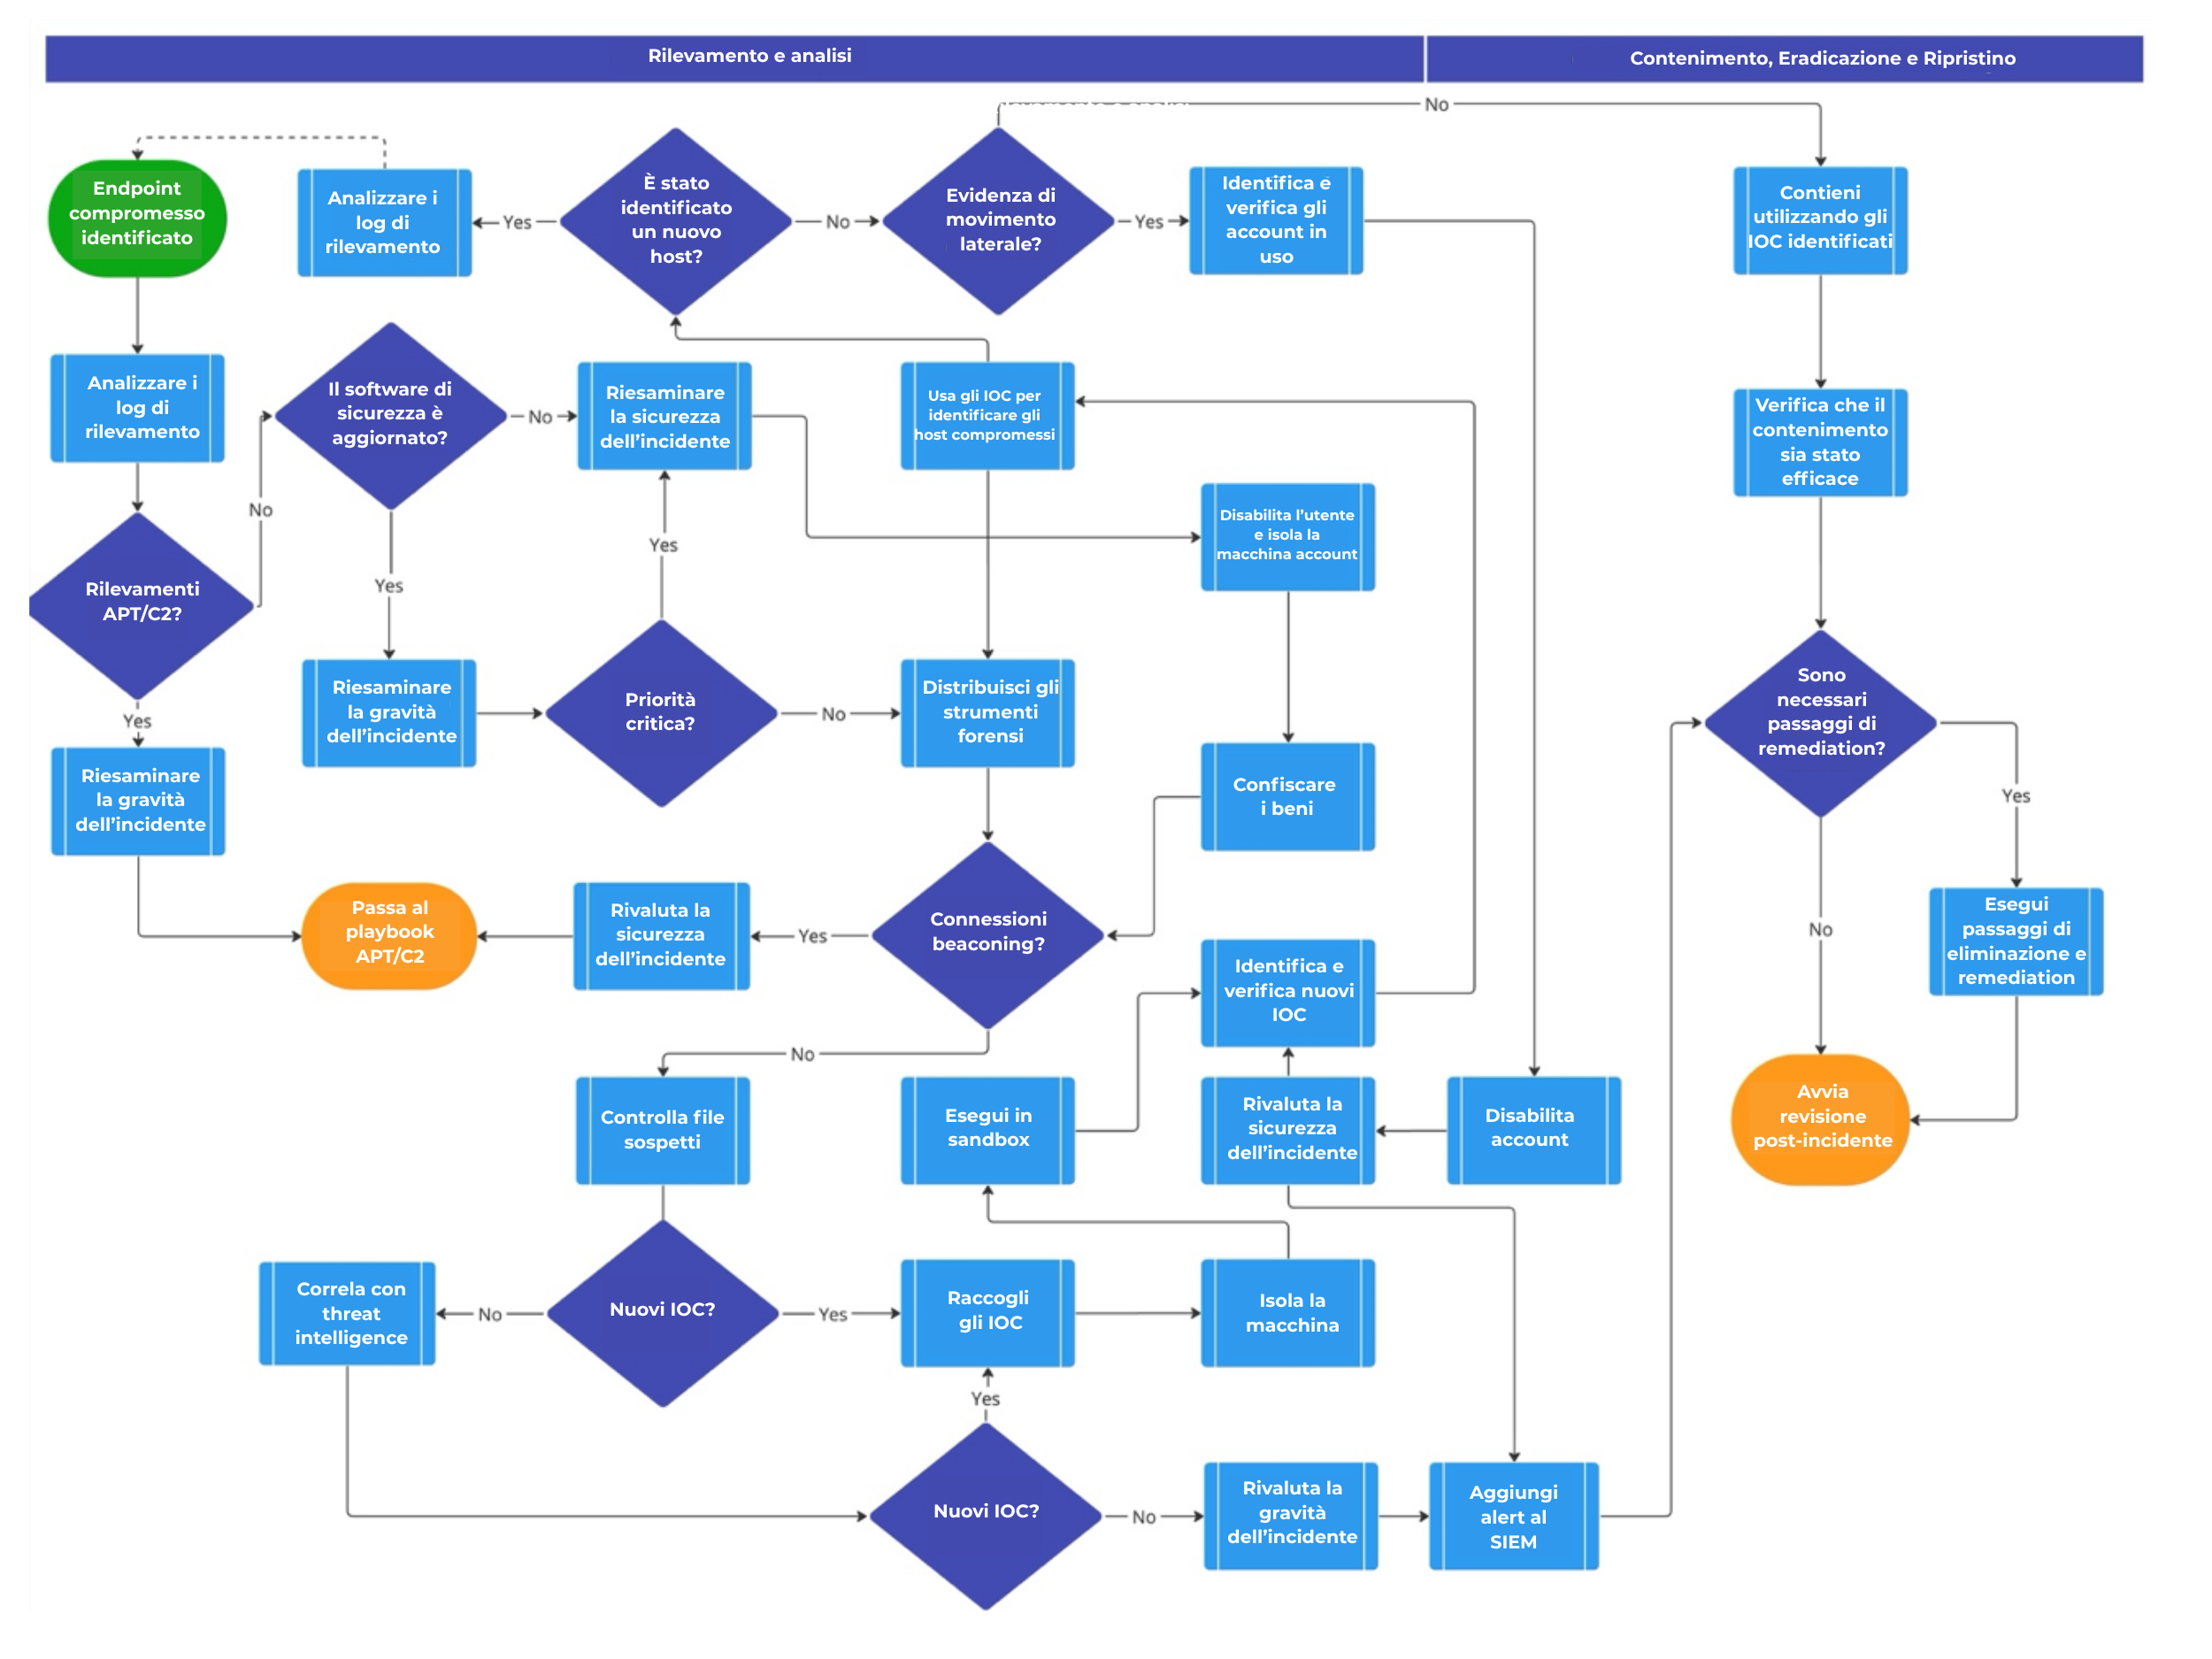 Rilevamento e analisi
Contenimento, Eradicazione e Ripristino
No
Endpoint
compromesso
identificato
Analizzare i
log di
rilevamento
Yes
È stato
identificato
un nuovo
host?
No
Evidenza di
movimento
laterale?
Yes
Identifica e
verifica gli
account in
uso
Contieni
utilizzando gli
IOC identificati
Analizzare i
log di
rilevamento
No
Il software di
sicurezza è
aggiornato?
No
Riesaminare
la sicurezza
dell'incidente
Usa gli IOC per
identificare gli
host compromessi
Verifica che il
contenimento
sia stato
efficace
Disabilita l'utente
e isola la
macchina account
Yes
Yes
Rilevamenti
APT/C2?
Yes
Riesaminare
la gravità
dell'incidente
Priorità
critica?
No
Distribuisci gli
strumenti
forensi
Sono
necessari
passaggi di
remediation?
Yes
No
Riesaminare
la gravità
dell'incidente
Confiscare
i beni
Passa al
playbook
APT/C2
Rivaluta la
sicurezza
dell'incidente
Yes
Connessioni
beaconing?
Identifica e
verifica nuovi
IOC
Esegui
passaggi di
eliminazione e
remediation
No
Controlla file
sospetti
Esegui in
sandbox
Rivaluta la
sicurezza
dell'incidente
Disabilita
account
Avvia
revisione
post-incidente
Correla con
threat
intelligence
No
Nuovi IOC?
Yes
Raccogli
gli IOC
Isola la
macchina
Yes
Nuovi IOC?
No
Rivaluta la
gravità
dell'incidente
Aggiungi
alert al
SIEM